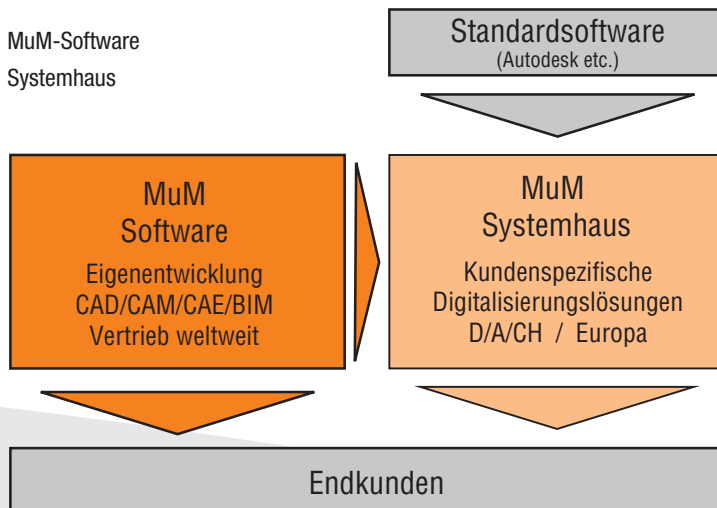 MuM-Software
Systemhaus
Standardsoftware
(Autodesk etc.)
MuM
Software
Eigenentwicklung
CAD/CAM/CAE/BIM
Vertrieb weltweit
MuM
Systemhaus
Kundenspezifische
Digitalisierungslösungen
D/A/CH / Europa
Endkunden